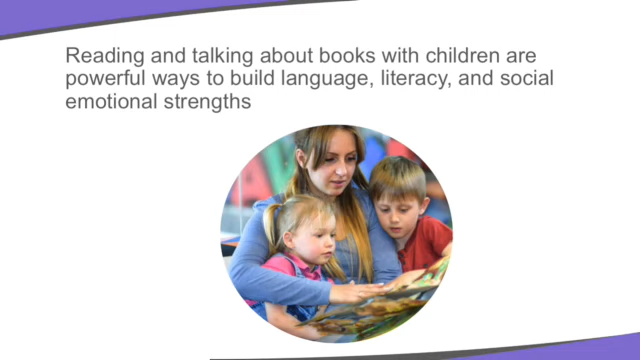 Reading and talking about books with children are
powerful ways to build language, literacy, and social
emotional strengths